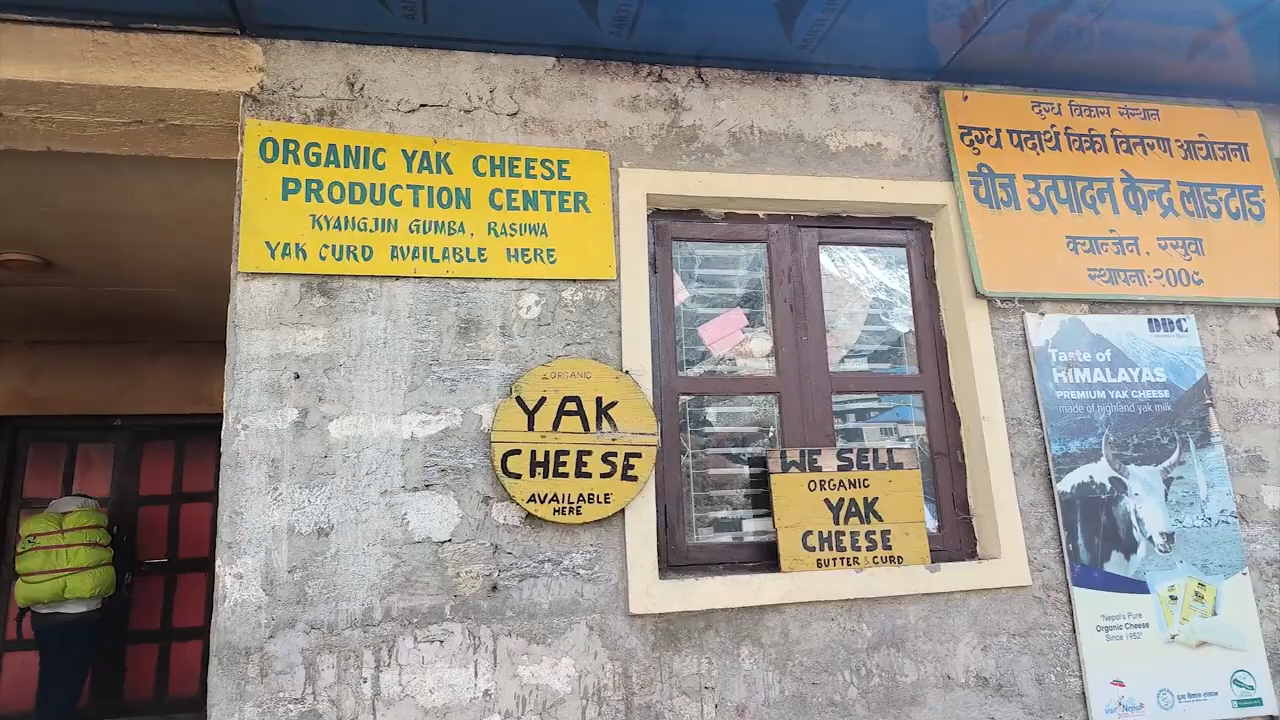 ORGANIC YAK CHEESE
PRODUCTION CENTER
KYANGJIN GUMBA, RASUWA
YAK CURD AVAILABLE HERE
ORGANIC
YAK
CHEESE
AVAILABLE
HERE
WE SELL
ORGANIC
YAK
CHEESE
BUTTER & CURD
दुग्ध विकास संस्थान
दुग्ध पदार्थ विक्री वितरण आयोजना
चीज उत्पादन केन्द्र लाङटाङ
क्यान्जेन, रसुवा
स्थापना: २००९
DDC
Taste of
HIMALAYAS
PREMIUM YAK CHEESE
made of highland yak milk
"Nepal's Pure
Organic Cheese
Since 1952"